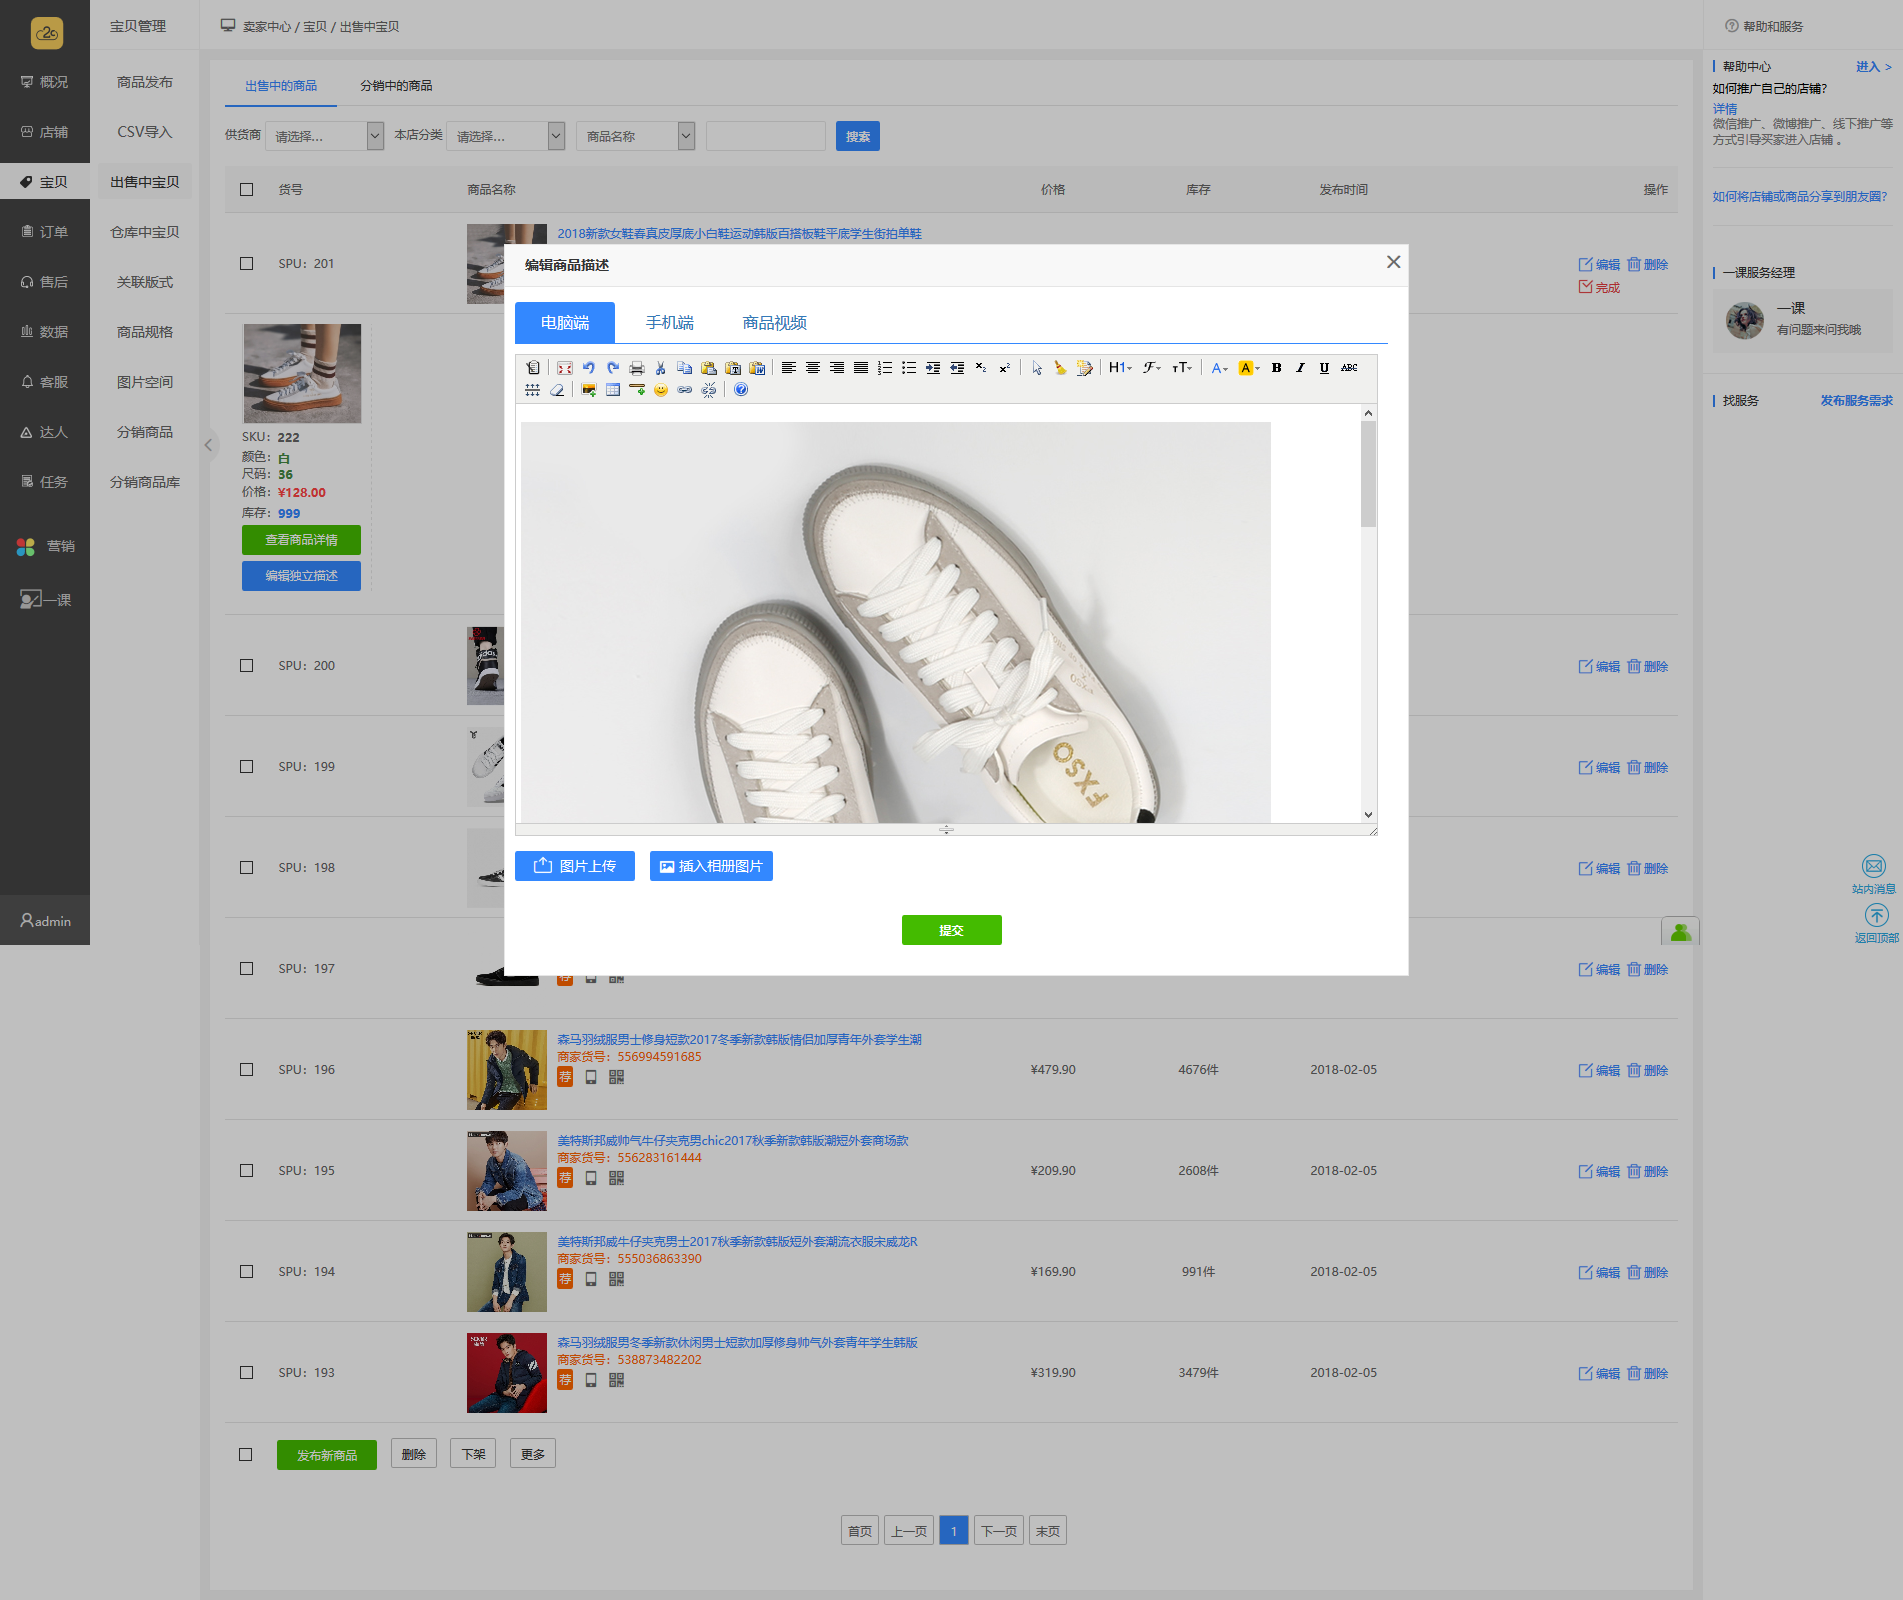 宝贝管理
卖家中心 / 宝贝 / 出售中宝贝
帮助和服务
概况
店铺
宝贝
订单
售后
数据
客服
达人
任务
营销
一课
admin
商品发布
CSV导入
出售中宝贝
仓库中宝贝
关联版式
商品规格
图片空间
分销商品
分销商品库
出售中的商品 分销中的商品
供货商 请选择... 本店分类 请选择... 商品名称 搜索
货号 商品名称 价格 库存 发布时间 操作
SPU：201
2018新款女鞋春真皮厚底小白鞋运动韩版百搭板鞋平底学生街拍单鞋
编辑 删除
完成
SKU：222
颜色：白
尺码：36
价格：¥128.00
库存：999
查看商品详情
编辑独立描述
编辑商品描述
电脑端 手机端 商品视频
H1 T A A B I U ABC
FXSO
图片上传 插入相册图片
提交
SPU：200 编辑 删除
SPU：199 编辑 删除
SPU：198 编辑 删除
SPU：197 编辑 删除
荐
SPU：196
森马羽绒服男士修身短款2017冬季新款韩版情侣加厚青年外套学生潮
商家货号：556994591685
荐
¥479.90 4676件 2018-02-05 编辑 删除
SPU：195
美特斯邦威帅气牛仔夹克男chic2017秋季新款韩版潮短外套商场款
商家货号：556283161444
荐
¥209.90 2608件 2018-02-05 编辑 删除
SPU：194
美特斯邦威牛仔夹克男士2017秋季新款韩版短外套潮流衣服宋威龙R
商家货号：555036863390
荐
¥169.90 991件 2018-02-05 编辑 删除
SPU：193
森马羽绒服男冬季新款休闲男士短款加厚修身帅气外套青年学生韩版
商家货号：538873482202
荐
¥319.90 3479件 2018-02-05 编辑 删除
发布新商品 删除 下架 更多
首页 上一页 1 下一页 末页
帮助中心 进入 >
如何推广自己的店铺?
详情
微信推广、微博推广、线下推广等
方式引导买家进入店铺 。
如何将店铺或商品分享到朋友圈?
一课服务经理
一课
有问题来问我哦
找服务 发布服务需求
站内消息
返回顶部